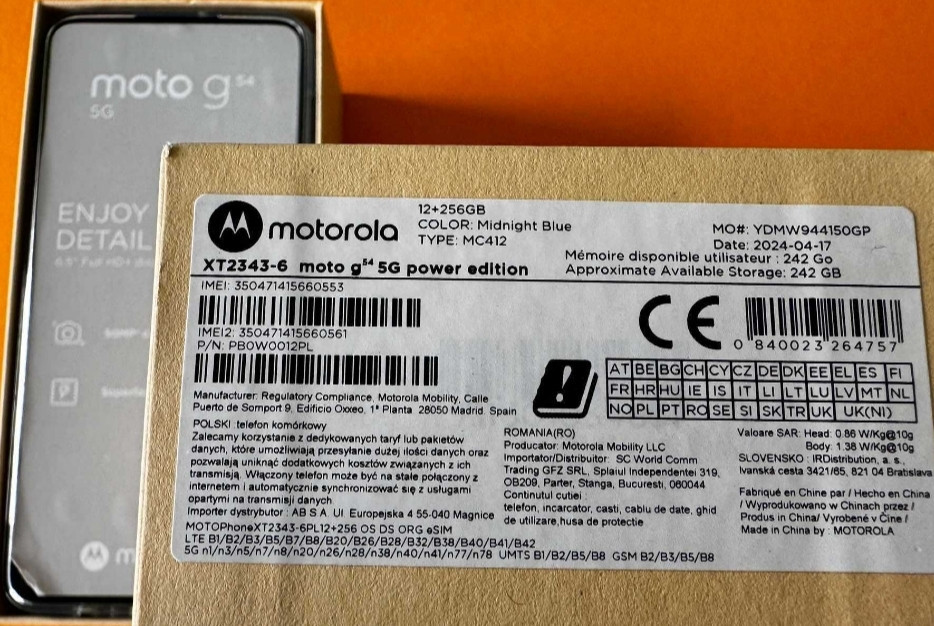 moto g⁵⁴
5G
ENJOY
DETAIL
6.5" Full HD+
motorola
12+256GB
COLOR: Midnight Blue
TYPE: MC412
MO#: YDMW944150GP
Date: 2024-04-17
Mémoire disponible utilisateur : 242 Go
Approximate Available Storage: 242 GB
XT2343-6 moto g⁵⁴ 5G power edition
IMEI: 350471415660553
IMEI2: 350471415660561
P/N: PB0W0012PL
CE
0 840023 264757
AT BE BG CH CY CZ DE DK EE EL ES FI
FR HR HU IE IS IT LI LT LU LV MT NL
NO PL PT RO SE SI SK TR UK UK(NI)
Manufacturer: Regulatory Compliance, Motorola Mobility, Calle
Puerto de Somport 9, Edificio Oxxeo, 1ª Planta 28050 Madrid. Spain
POLSKI :telefon komórkowy
Zalecamy korzystanie z dedykowanych taryf lub pakietów
danych, które umożliwiają przesyłanie dużej ilości danych oraz
pozwalają uniknąć dodatkowych kosztów związanych z ich
transmisją. Włączony telefon może być na stałe połączony z
internetem i automatycznie synchronizować się z usługami
opartymi na transmisji danych.
Importer dystrybutor : AB S.A. Ul. Europejska 4 55-040 Magnice
ROMANIA(RO)
Producator: Motorola Mobility LLC
Importator/Distribuitor: SC World Comm
Trading GFZ SRL, Splaiul Independentei 319,
OB209, Parter, Stanga, Bucuresti, 060044
Continutul cutiei :
telefon, incarcator, casti, cablu de date, ghid
de utilizare,husa de protectie
Valoare SAR: Head: 0.86 W/Kg@10g
Body: 1.38 W/Kg@10g
SLOVENSKO : IRDistribution, a. s.,
Ivanská cesta 3421/65, 821 04 Bratislava
Fabriqué en Chine par / Hecho en China
/ Wyprodukowano w Chinach przez /
Produs in China/ Vyrobené v Číne /
Made in China by : MOTOROLA
MOTOPhoneXT2343-6PL12+256 OS DS ORG eSIM
LTE B1/B2/B3/B5/B7/B8/B20/B26/B28/B32/B38/B40/B41/B42
5G n1/n3/n5/n7/n8/n20/n26/n28/n38/n40/n41/n77/n78 UMTS B1/B2/B5/B8 GSM B2/B3/B5/B8